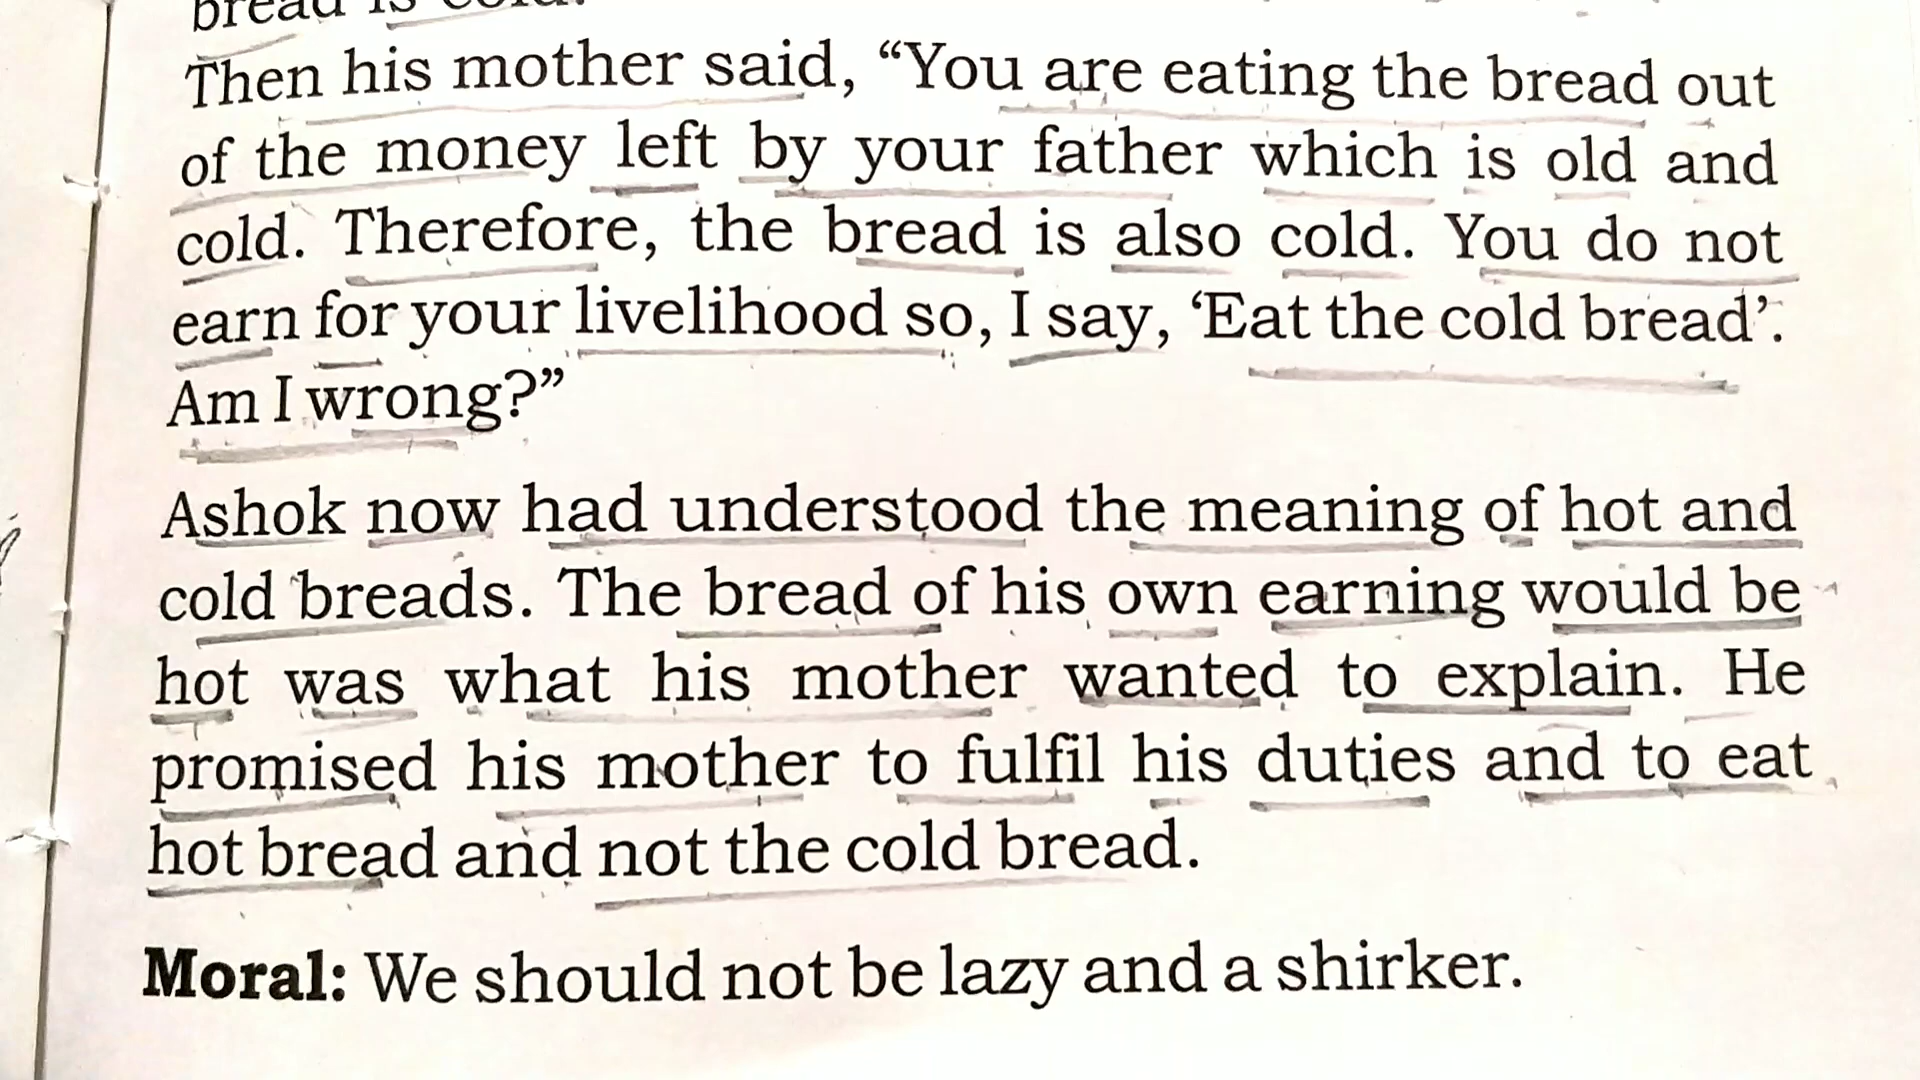 bread is cold.
Then his mother said, “You are eating the bread out
of the money left by your father which is old and
cold. Therefore, the bread is also cold. You do not
earn for your livelihood so, I say, ‘Eat the cold bread’.
Am I wrong?”
Ashok now had understood the meaning of hot and
cold breads. The bread of his own earning would be
hot was what his mother wanted to explain. He
promised his mother to fulfil his duties and to eat
hot bread and not the cold bread.
Moral: We should not be lazy and a shirker.